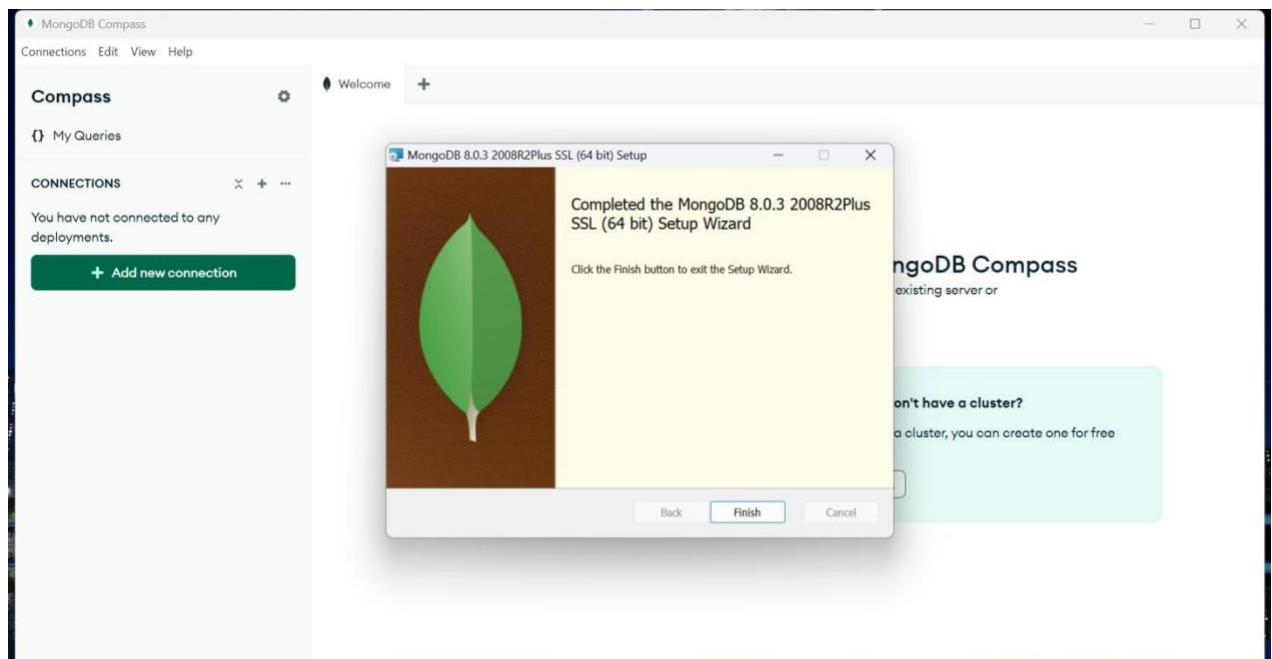 MongoDB Compass
Connections Edit View Help
Compass
Welcome
{} My Queries
CONNECTIONS
You have not connected to any
deployments.
+ Add new connection
MongoDB 8.0.3 2008R2Plus SSL (64 bit) Setup
Completed the MongoDB 8.0.3 2008R2Plus
SSL (64 bit) Setup Wizard
Click the Finish button to exit the Setup Wizard.
Back Finish Cancel
ngoDB Compass
existing server or
on't have a cluster?
a cluster, you can create one for free